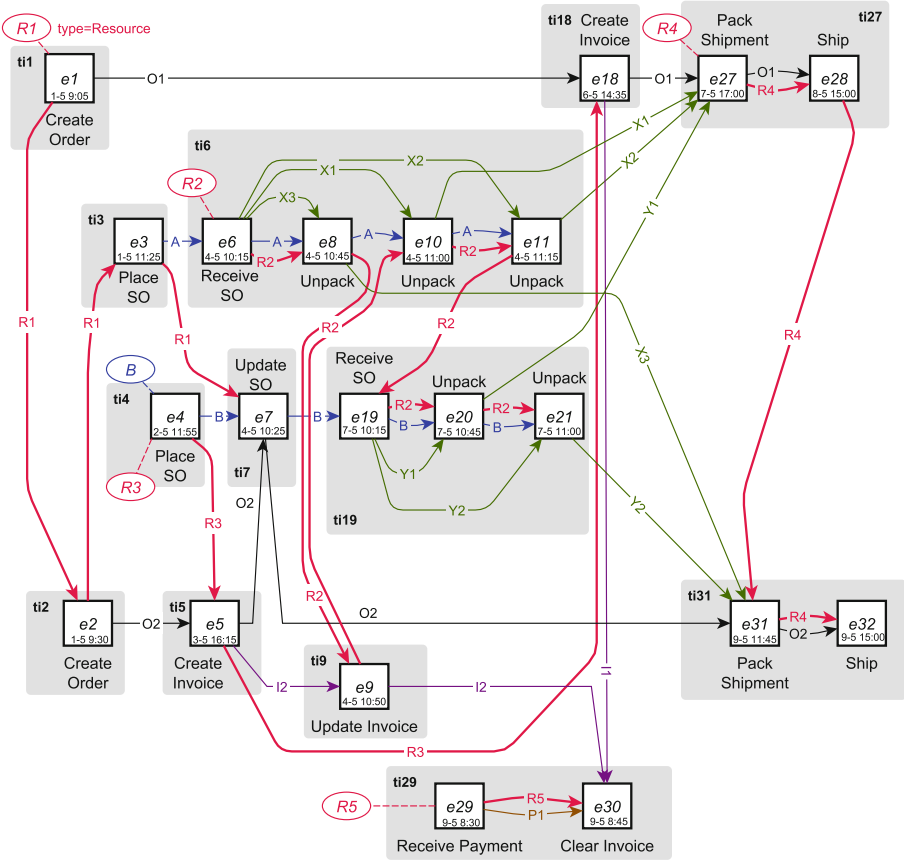 R1
type=Resource
ti1
e1
1-5 9:05
Create
Order
O1
ti18
Create
Invoice
e18
6-5 14:35
O1
R4
ti27
Pack
Shipment
e27
7-5 17:00
O1
R4
Ship
e28
8-5 15:00
ti6
R2
X1
X2
X3
X1
X2
Y1
ti3
e3
1-5 11:25
Place
SO
A
e6
4-5 10:15
Receive
SO
A
R2
e8
4-5 10:45
Unpack
A
e10
4-5 11:00
Unpack
A
R2
e11
4-5 11:15
Unpack
R1
R1
R1
R2
R2
R4
X3
B
ti4
e4
2-5 11:55
Place
SO
R3
B
Update
SO
e7
4-5 10:25
ti7
B
Receive
SO
e19
7-5 10:15
R2
B
Unpack
e20
7-5 10:45
R2
B
Unpack
e21
7-5 11:00
Y1
Y2
ti19
Y2
O2
R3
ti2
e2
1-5 9:30
Create
Order
O2
ti5
e5
3-5 16:15
Create
Invoice
R2
O2
ti31
e31
9-5 11:45
Pack
Shipment
R4
O2
e32
9-5 15:00
Ship
I2
ti9
e9
4-5 10:50
Update Invoice
I2
I1
R3
ti29
R5
e29
9-5 8:30
Receive Payment
R5
P1
e30
9-5 8:45
Clear Invoice